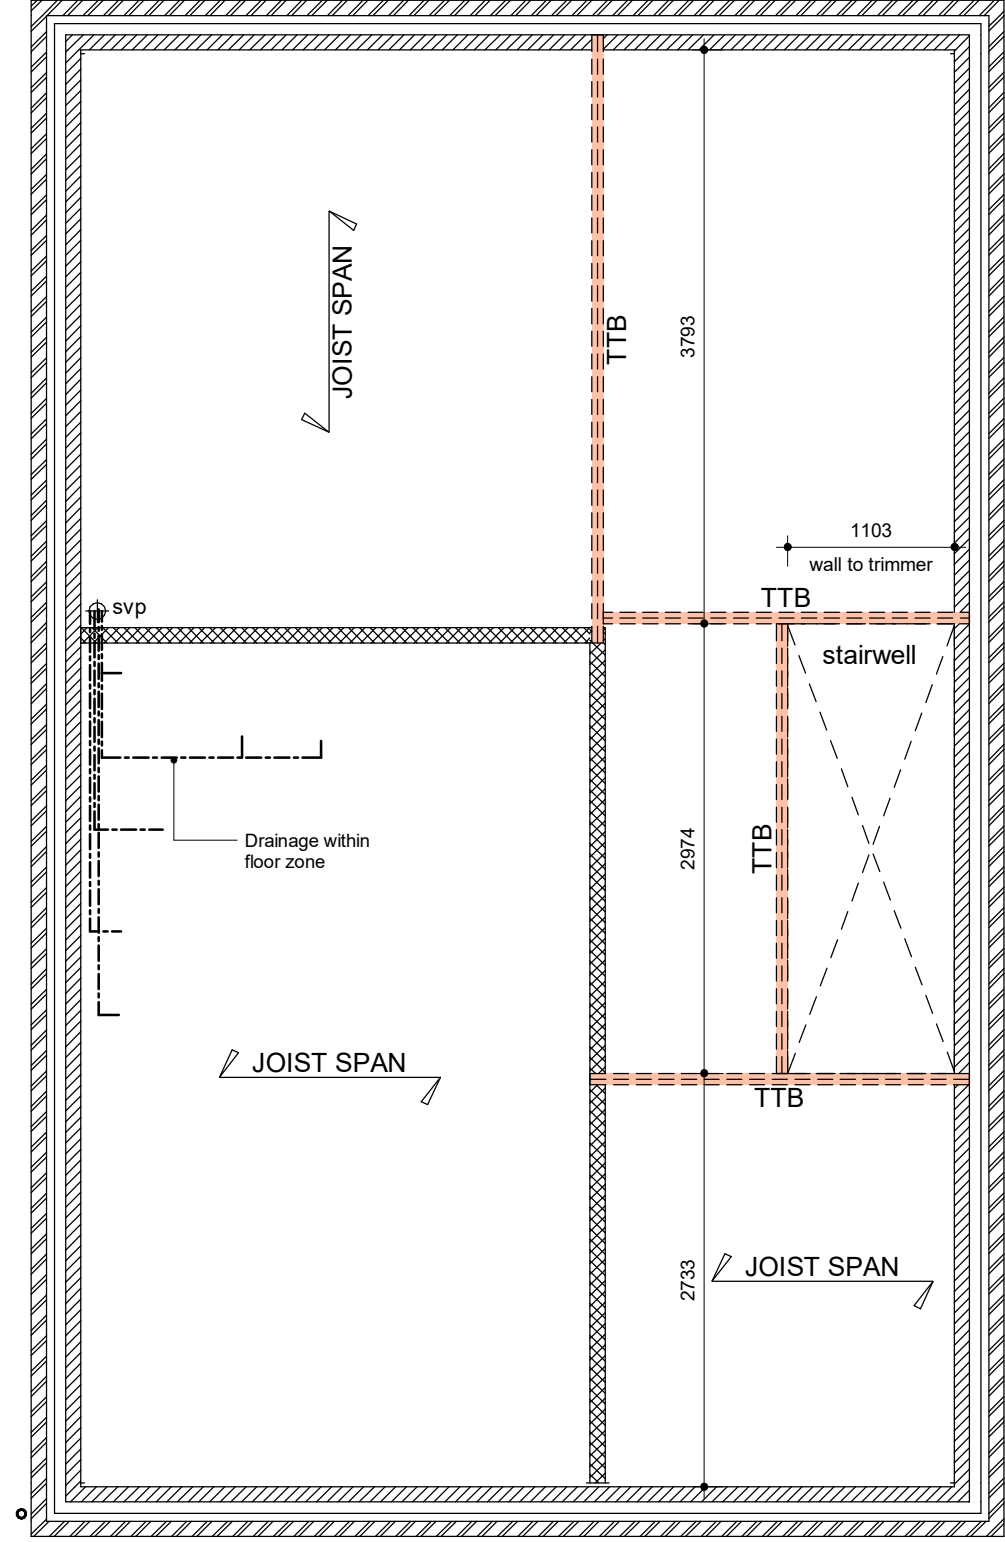 JOIST SPAN
TTB
3793
1103
wall to trimmer
TTB
svp
stairwell
Drainage within
floor zone
2974
TTB
JOIST SPAN
TTB
2733
JOIST SPAN